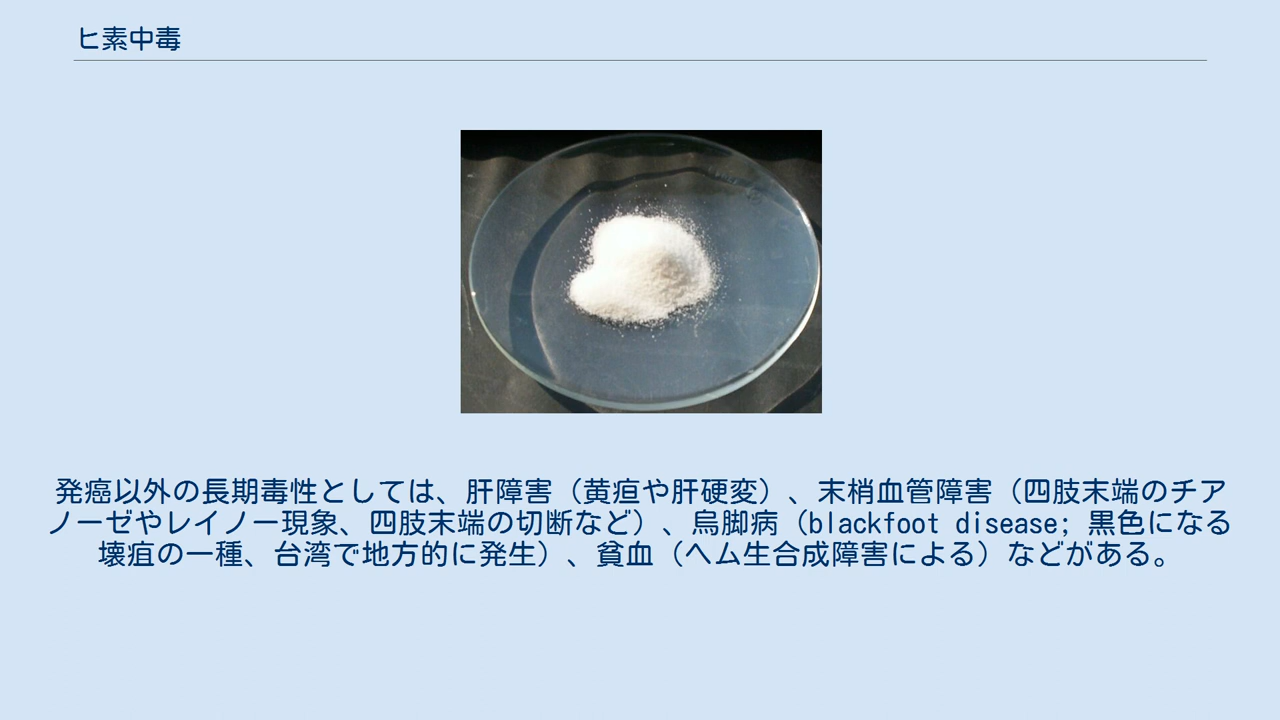 ヒ素中毒
発癌以外の長期毒性としては、肝障害（黄疸や肝硬変）、末梢血管障害（四肢末端のチア
ノーゼやレイノー現象、四肢末端の切断など）、烏脚病（blackfoot disease; 黒色になる
壊疽の一種、台湾で地方的に発生）、貧血（ヘム生合成障害による）などがある。